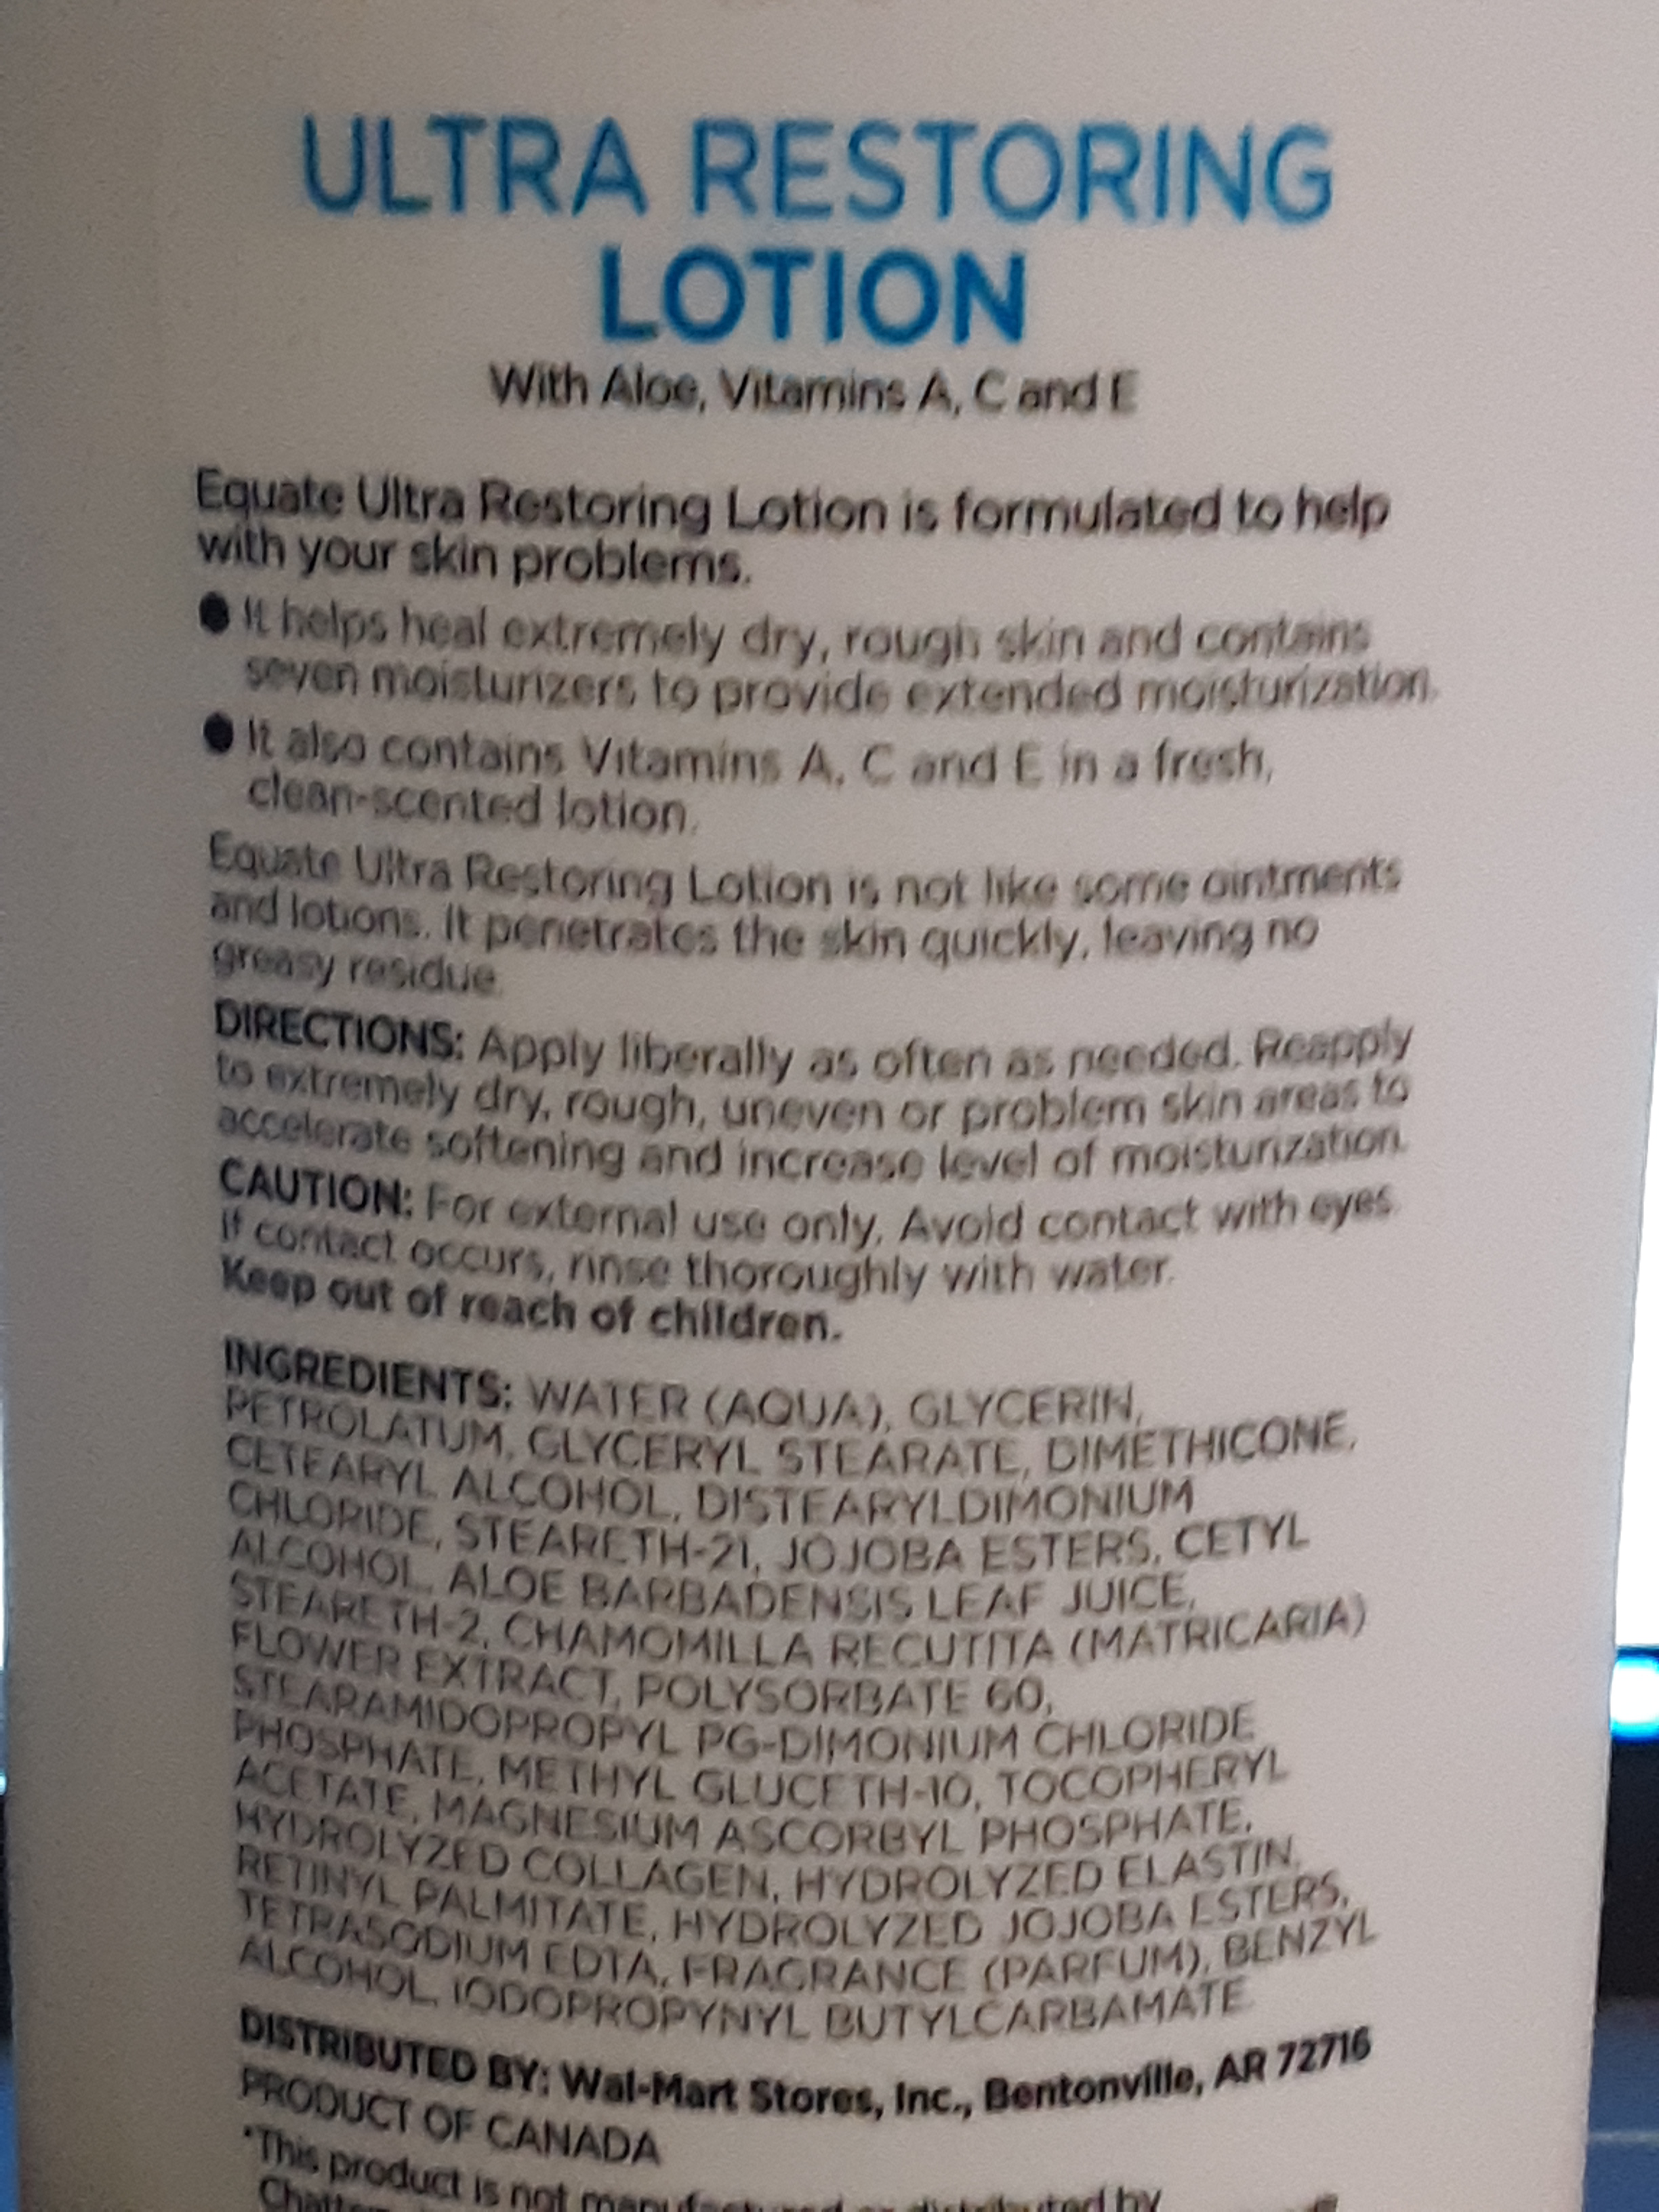 ULTRA RESTORING
LOTION
With Aloe, Vitamins A, C and E
Equate Ultra Restoring Lotion is formulated to help
with your skin problems.
● It helps heal extremely dry, rough skin and contains
seven moisturizers to provide extended moisturization.
● It also contains Vitamins A, C and E in a fresh,
clean-scented lotion.
Equate Ultra Restoring Lotion is not like some ointments
and lotions. It penetrates the skin quickly, leaving no
greasy residue.
DIRECTIONS: Apply liberally as often as needed. Reapply
to extremely dry, rough, uneven or problem skin areas to
accelerate softening and increase level of moisturization.
CAUTION: For external use only. Avoid contact with eyes.
If contact occurs, rinse thoroughly with water.
Keep out of reach of children.
INGREDIENTS: WATER (AQUA), GLYCERIN,
PETROLATUM, GLYCERYL STEARATE, DIMETHICONE,
CETEARYL ALCOHOL, DISTEARYLDIMONIUM
CHLORIDE, STEARETH-21, JOJOBA ESTERS, CETYL
ALCOHOL, ALOE BARBADENSIS LEAF JUICE,
STEARETH-2, CHAMOMILLA RECUTITA (MATRICARIA)
FLOWER EXTRACT, POLYSORBATE 60,
STEARAMIDOPROPYL PG-DIMONIUM CHLORIDE
PHOSPHATE, METHYL GLUCETH-10, TOCOPHERYL
ACETATE, MAGNESIUM ASCORBYL PHOSPHATE,
HYDROLYZED COLLAGEN, HYDROLYZED ELASTIN,
RETINYL PALMITATE, HYDROLYZED JOJOBA ESTERS,
TETRASODIUM EDTA, FRAGRANCE (PARFUM), BENZYL
ALCOHOL, IODOPROPYNYL BUTYLCARBAMATE.
DISTRIBUTED BY: Wal-Mart Stores, Inc., Bentonville, AR 72716
PRODUCT OF CANADA
*This product is not manufactured or distributed by